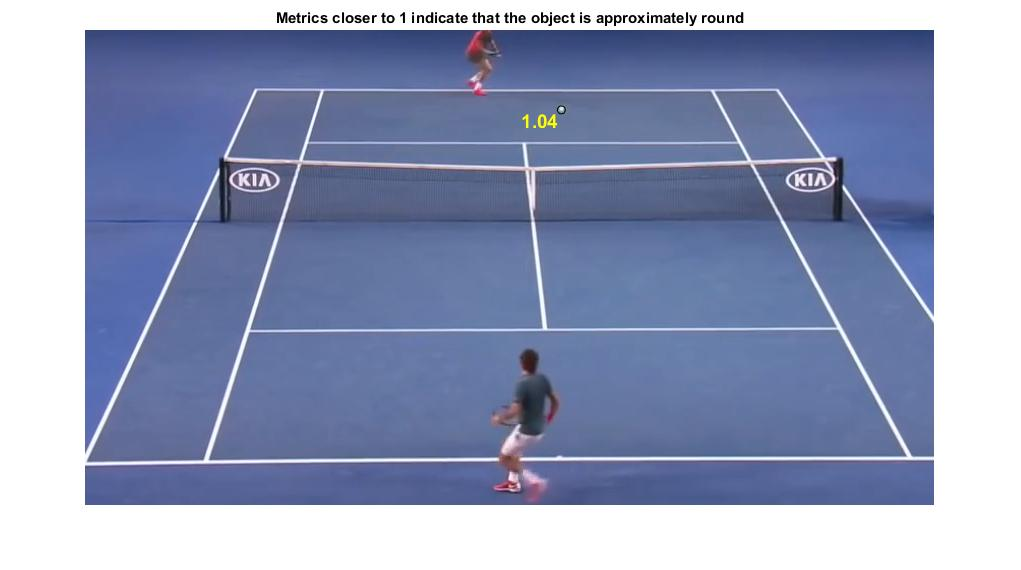 Metrics closer to 1 indicate that the object is approximately round
1.04
KIA
KIA